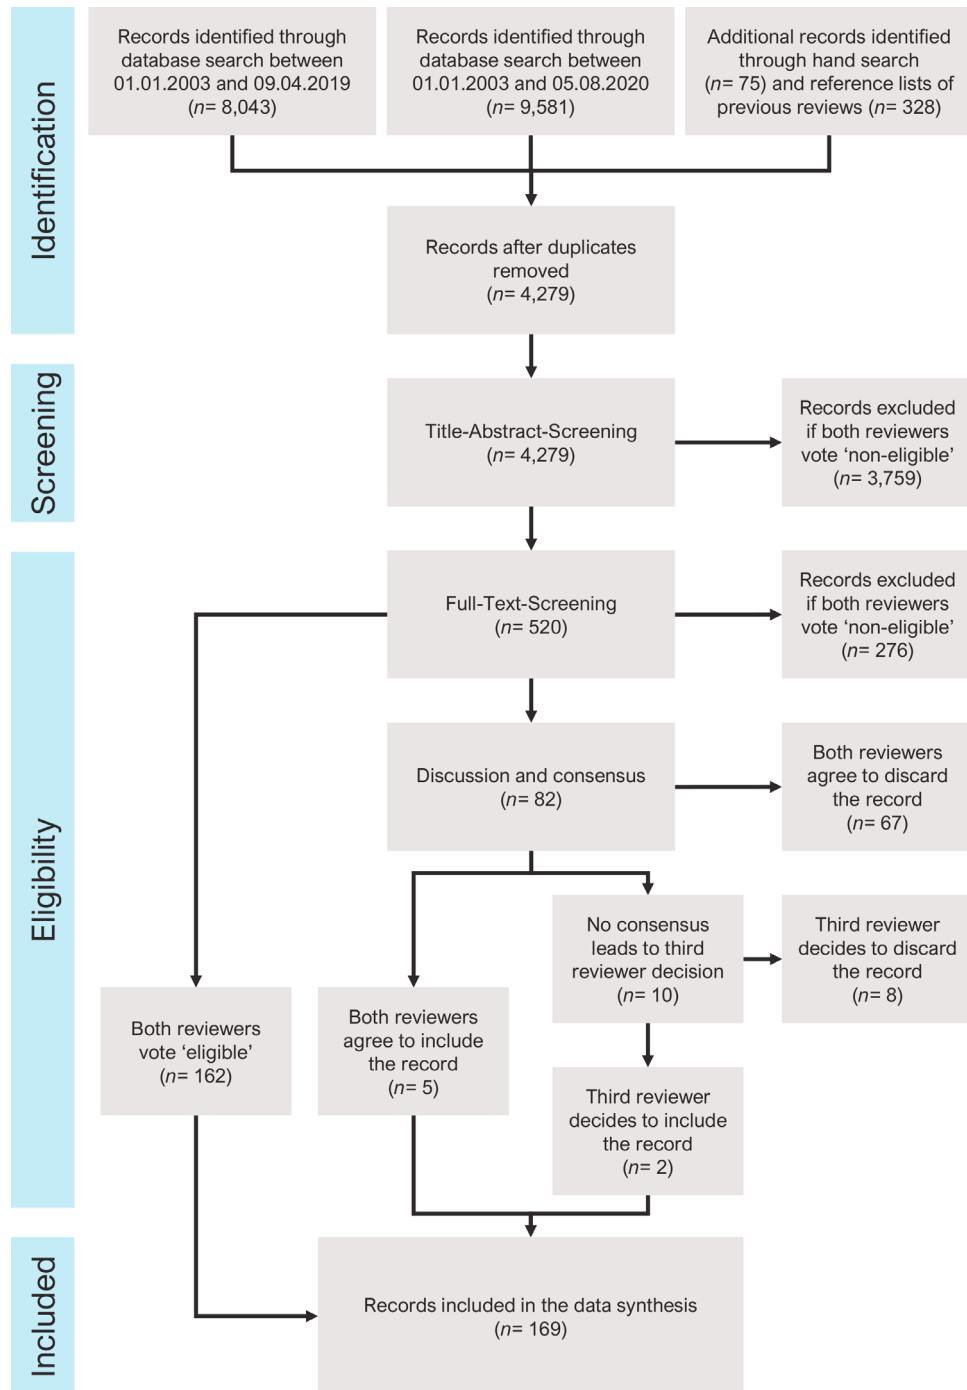 Identification
Records identified through
database search between
01.01.2003 and 09.04.2019
(n= 8,043)
Records identified through
database search between
01.01.2003 and 05.08.2020
(n= 9,581)
Additional records identified
through hand search
(n= 75) and reference lists of
previous reviews (n= 328)
Records after duplicates
removed
(n= 4,279)
Screening
Title-Abstract-Screening
(n= 4,279)
Records excluded
if both reviewers
vote ‘non-eligible’
(n= 3,759)
Eligibility
Full-Text-Screening
(n= 520)
Records excluded
if both reviewers
vote ‘non-eligible’
(n= 276)
Discussion and consensus
(n= 82)
Both reviewers
agree to discard
the record
(n= 67)
No consensus
leads to third
reviewer decision
(n= 10)
Third reviewer
decides to discard
the record
(n= 8)
Both reviewers
vote ‘eligible’
(n= 162)
Both reviewers
agree to include
the record
(n= 5)
Third reviewer
decides to include
the record
(n= 2)
Included
Records included in the data synthesis
(n= 169)